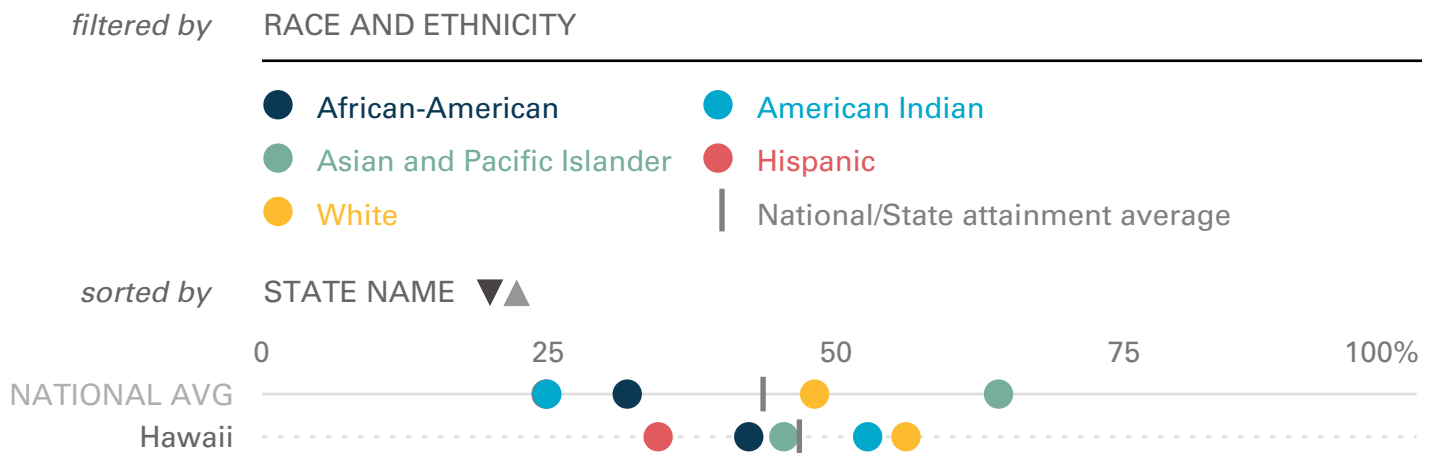 filtered by RACE AND ETHNICITY
African-American American Indian
Asian and Pacific Islander Hispanic
White National/State attainment average
sorted by STATE NAME
0 25 50 75 100%
NATIONAL AVG
Hawaii